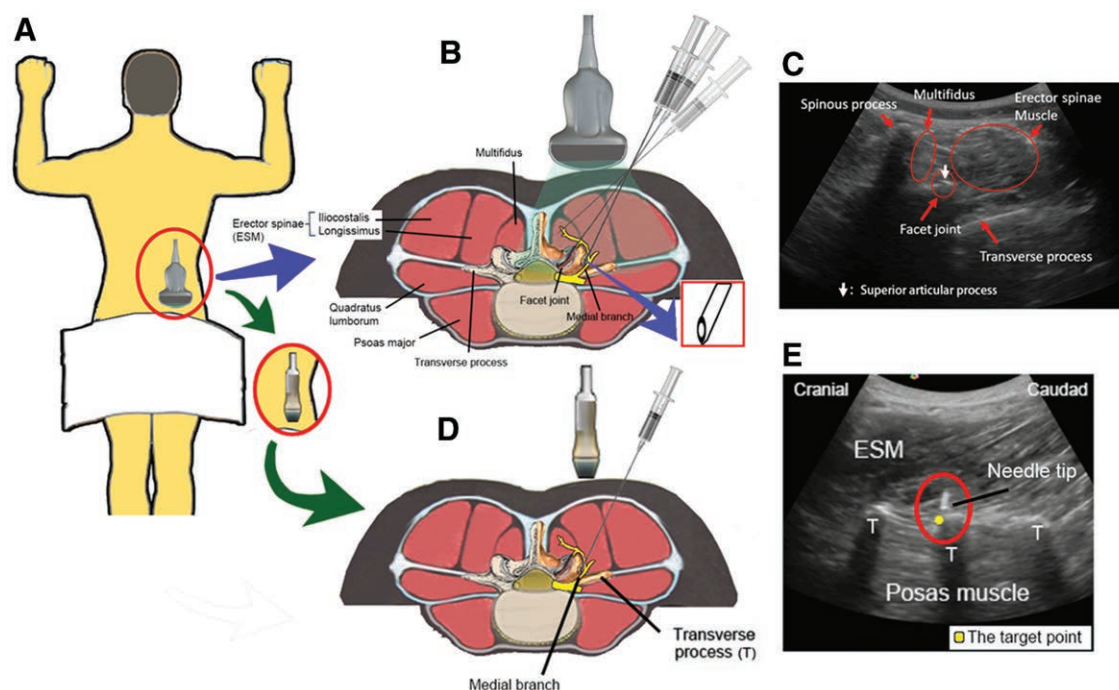 A
B
Multifidus
Erector spinae
(ESM)
Iliocostalis
Longissimus
Quadratus
lumborum
Psoas major
Transverse process
Facet joint
Medial branch
C
Multifidus
Spinous process
Erector spinae
Muscle
Facet joint
Transverse process
: Superior articular process
D
Transverse
process (T)
Medial branch
E
Cranial
Caudad
ESM
Needle tip
T
T
T
Posas muscle
The target point